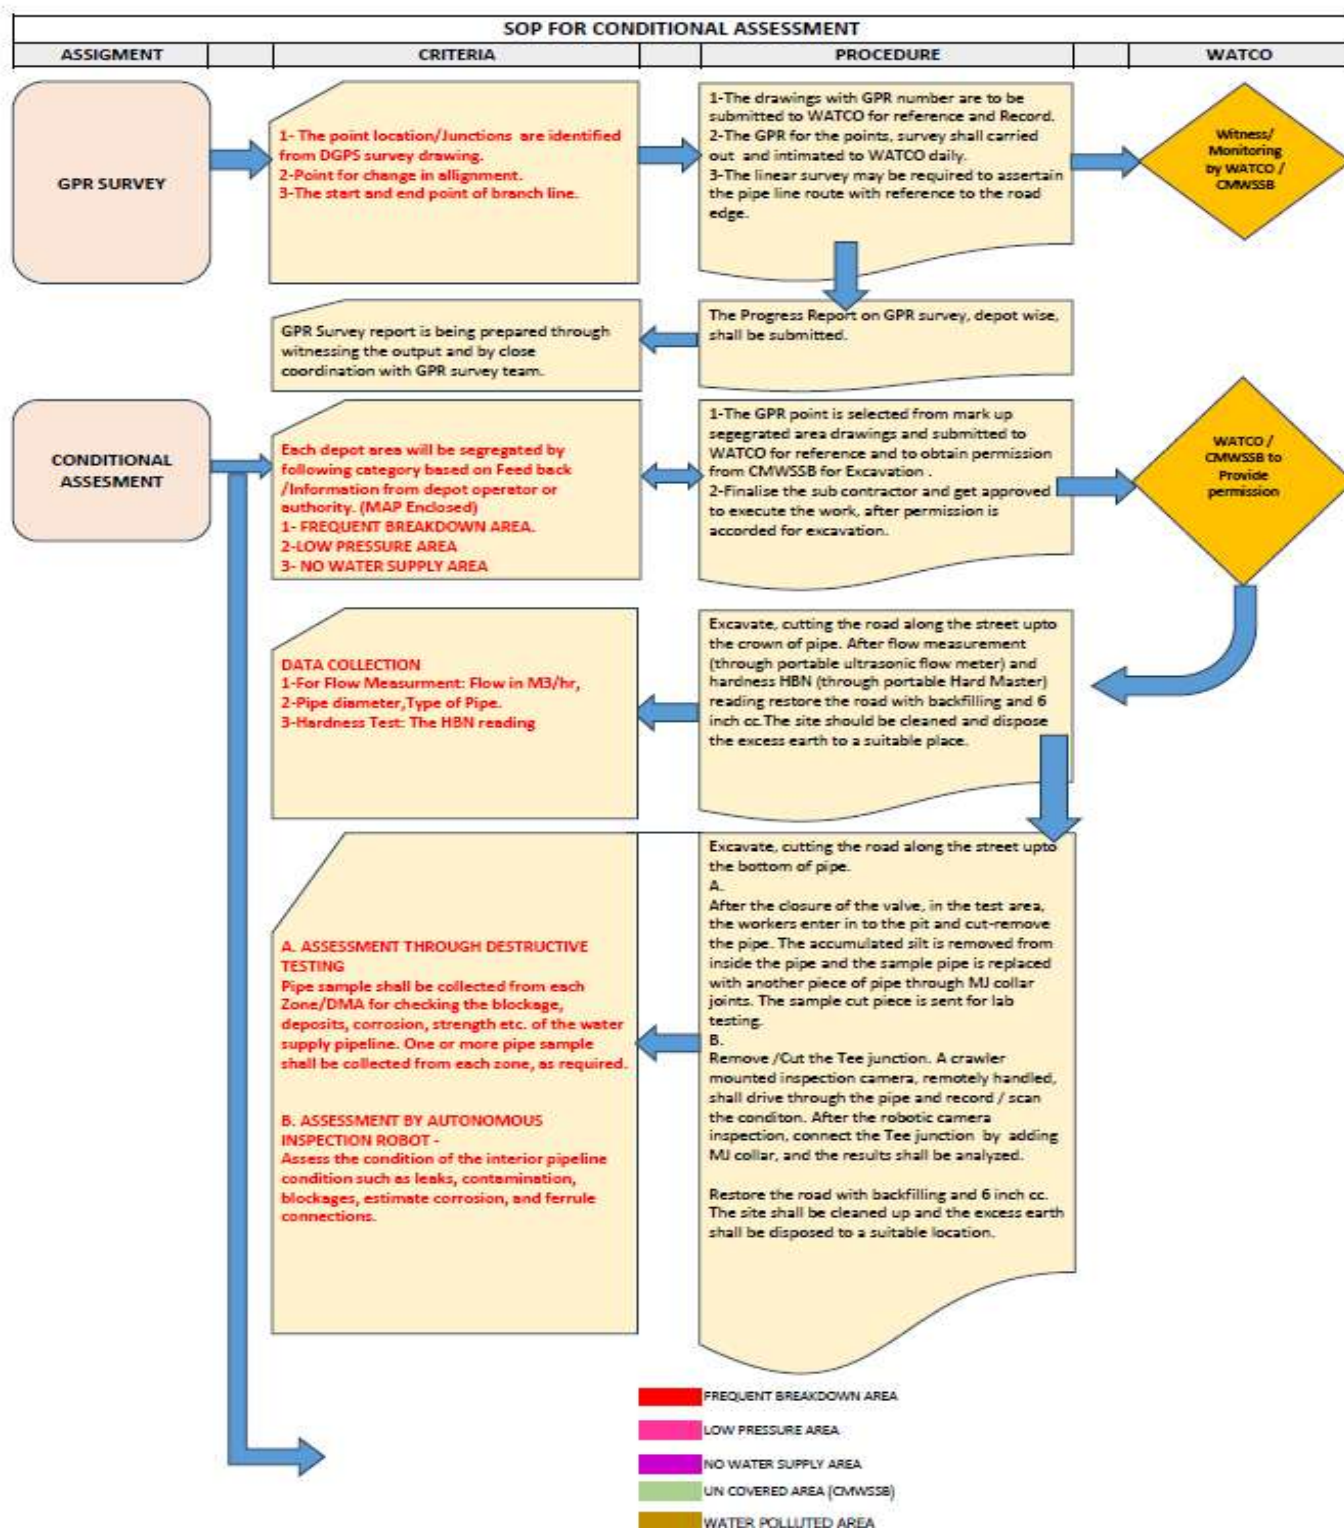 SOP FOR CONDITIONAL ASSESSMENT
ASSIGMENT
CRITERIA
PROCEDURE
WATCO
GPR SURVEY
1- The point location/Junctions are identified
from DGPS survey drawing.
2-Point for change in allignment.
3-The start and end point of branch line.
1-The drawings with GPR number are to be
submitted to WATCO for reference and Record.
2-The GPR for the points, survey shall carried
out and intimated to WATCO daily.
3-The linear survey may be required to assertain
the pipe line route with reference to the road
edge.
Witness/
Monitoring
by WATCO /
CMWSSB
GPR Survey report is being prepared through
witnessing the output and by close
coordination with GPR survey team.
The Progress Report on GPR survey, depot wise,
shall be submitted.
CONDITIONAL
ASSESMENT
Each depot area will be segregated by
following category based on Feed back
/Information from depot operator or
authority. (MAP Enclosed)
1- FREQUENT BREAKDOWN AREA.
2-LOW PRESSURE AREA
3- NO WATER SUPPLY AREA
1-The GPR point is selected from mark up
segegrated area drawings and submitted to
WATCO for reference and to obtain permission
from CMWSSB for Excavation .
2-Finalise the sub contractor and get approved
to execute the work, after permission is
accorded for excavation.
WATCO /
CMWSSB to
Provide
permission
DATA COLLECTION
1-For Flow Measurment: Flow in M3/hr,
2-Pipe diameter,Type of Pipe.
3-Hardness Test: The HBN reading
Excavate, cutting the road along the street upto
the crown of pipe. After flow measurement
(through portable ultrasonic flow meter) and
hardness HBN (through portable Hard Master)
reading restore the road with backfilling and 6
inch cc.The site should be cleaned and dispose
the excess earth to a suitable place.
A. ASSESSMENT THROUGH DESTRUCTIVE
TESTING
Pipe sample shall be collected from each
Zone/DMA for checking the blockage,
deposits, corrosion, strength etc. of the water
supply pipeline. One or more pipe sample
shall be collected from each zone, as required.
B. ASSESSMENT BY AUTONOMOUS
INSPECTION ROBOT -
Assess the condition of the interior pipeline
condition such as leaks, contamination,
blockages, estimate corrosion, and ferrule
connections.
Excavate, cutting the road along the street upto
the bottom of pipe.
A.
After the closure of the valve, in the test area,
the workers enter in to the pit and cut-remove
the pipe. The accumulated silt is removed from
inside the pipe and the sample pipe is replaced
with another piece of pipe through MJ collar
joints. The sample cut piece is sent for lab
testing.
B.
Remove /Cut the Tee junction. A crawler
mounted inspection camera, remotely handled,
shall drive through the pipe and record / scan
the conditon. After the robotic camera
inspection, connect the Tee junction by adding
MJ collar, and the results shall be analyzed.
Restore the road with backfilling and 6 inch cc.
The site shall be cleaned up and the excess earth
shall be disposed to a suitable location.
FREQUENT BREAKDOWN AREA
LOW PRESSURE AREA
NO WATER SUPPLY AREA
UN COVERED AREA (CMWSSB)
WATER POLLUTED AREA